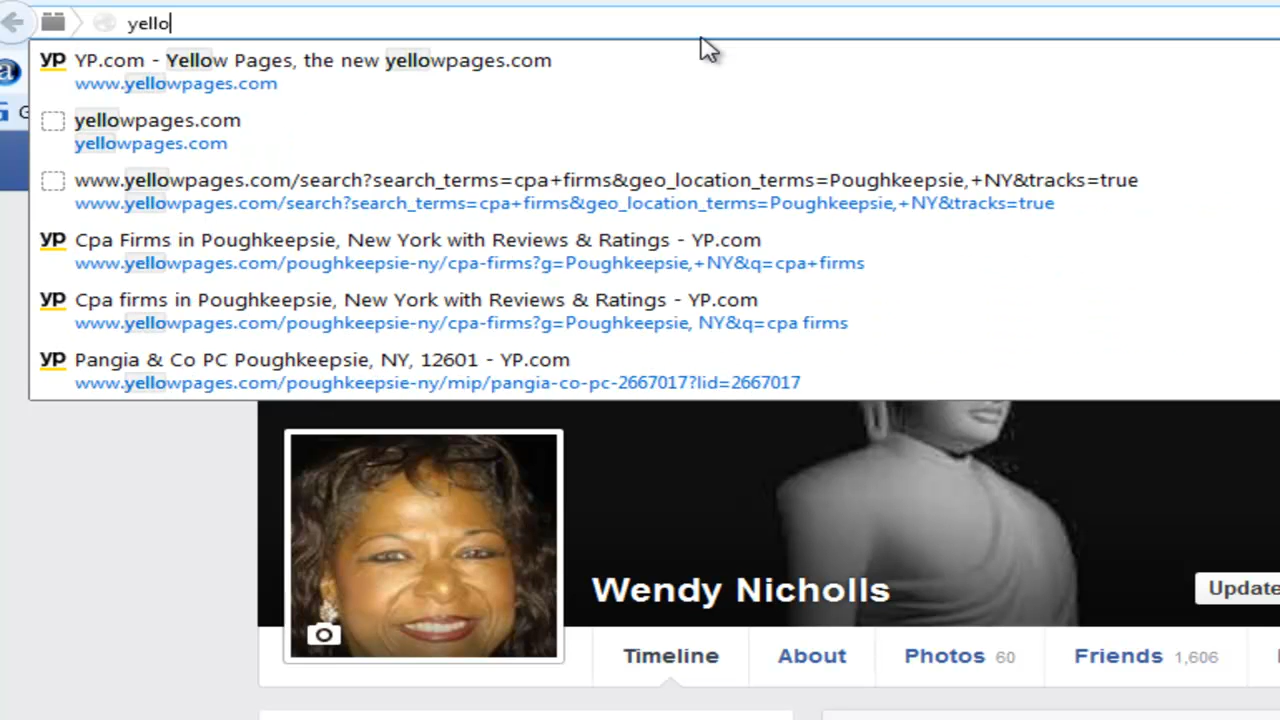 yello
YP YP.com - Yellow Pages, the new yellowpages.com
www.yellowpages.com
yellowpages.com
yellowpages.com
www.yellowpages.com/search?search_terms=cpa+firms&geo_location_terms=Poughkeepsie,+NY&tracks=true
www.yellowpages.com/search?search_terms=cpa+firms&geo_location_terms=Poughkeepsie,+NY&tracks=true
YP Cpa Firms in Poughkeepsie, New York with Reviews & Ratings - YP.com
www.yellowpages.com/poughkeepsie-ny/cpa-firms?g=Poughkeepsie,+NY&q=cpa+firms
YP Cpa firms in Poughkeepsie, New York with Reviews & Ratings - YP.com
www.yellowpages.com/poughkeepsie-ny/cpa-firms?g=Poughkeepsie, NY&q=cpa firms
YP Pangia & Co PC Poughkeepsie, NY, 12601 - YP.com
www.yellowpages.com/poughkeepsie-ny/mip/pangia-co-pc-2667017?lid=2667017
Wendy Nicholls
Update
Timeline About Photos 60 Friends 1,606